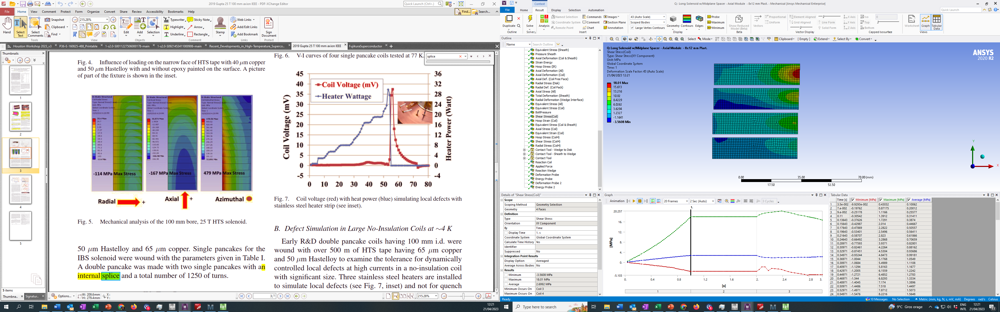 2019 Gupta 25 T 100 mm axion IEEE - PDF-XChange Editor
Quick Launch (Ctrl+.)
File Home View Comment Protect Form Organize Convert Share Review Accessibility Bookmarks Help
Find... Search...
Hand
Select Text
Select Comments
Snapshot
Clipboard
Find
Tools
215.28%
View
Edit
Add
Selection
Objects
Typewriter
Highlight
Underline
Sticky Note
Arrow
Rectangle
Comment
Stamp
Web Links
Add/Edit Links
Add Bookmark
Links
Sign Document
Protect
Houston Workshop 2023_v3
P36-E-160825-488_Printable
1-s2.0-S0011227506000178-main
1-s2.0-S0921453411000906-main
Recent_Developments_in_High-Temperature_Superco..
2019 Gupta 25 T 100 mm axion IEEE
FujikuraSuperconductor
Thumbnails
1
2
3
4
5
5 items
Thumbna..
Signatur..
splice
Fig. 4. Influence of loading on the narrow face of HTS tape with 40 μm copper
and 50 μm Hastelloy with and without epoxy painted on the surface. A picture
of part of the fixture is shown in the inset.
-114 MPa Max Stress
-167 MPa Max Stress
479 MPa Max Stress
Radial +
Axial +
Azimuthal
Fig. 5. Mechanical analysis of the 100 mm bore, 25 T HTS solenoid.
50 μm Hastelloy and 65 μm copper. Single pancakes for the
IBS solenoid were wound with the parameters given in Table I.
A double pancake was made with two single pancakes with an
internal splice and a total number of 1250 of turns.
Fig. 6. V-I curves of four single pancake coils tested at 77 K.
Coil Voltage (mV)
Heater Wattage
Coil Voltage (mV)
45
40
35
30
25
20
15
10
5
0
-5
36
32
28
24
20
16
12
8
4
0
-4
Heater Power (Watt)
0 10 20 30 40 50 60 70 80
Fig. 7. Coil voltage (red) with heat power (blue) simulating local defects with
stainless steel heater strip (see inset).
B. Defect Simulation in Large No-Insulation Coils at ~4 K
Early R&D double pancake coils having 100 mm i.d. were
wound with over 500 m of HTS tape having 65 μm copper
and 50 μm Hastelloy to examine the tolerance for dynamically
controlled local defects at high currents in a no-insulation coil
with significant size. Three stainless steel heaters are installed
to simulate local defects (see Fig. 7, inset) and not for quench
Options...
W: 209.6mm
H: 279.4mm
X:
Y:
3/5
215.28%
12:21
21/04/2023
Context
Q : Long Solenoid w/Midplane Spacer - Axial Module - 8x12 mm Plast. - Mechanical [Ansys Mechanical Enterprise]
File Home Result Display Selection Automation
Quick Launch
Duplicate
Outline
Solve
Solver
Analysis
Named Selection
Coordinate System
Remote Point
Commands
Comment
Chart
Images
Section Plane
Annotation
Insert
43 (Auto Scale)
Scoped Bodies
Large Vertex Contours
Geometry
Contours
Edges
Display
Probe
Maximum
Minimum
Show Reduced Model (Beta)
Beta
Vectors
Proportional
Uniform
Element Aligned
Grid Aligned
Line Form
Solid Form
X Axis
Y Axis
Z Axis
Vector Display
Iso
Top
Bottom
0
Capped Isosurface
Worksheet
Graph
Tabular Data
Views
Outline
Name
Search Outline
Select Mode
Clipboard [ Empty ] Extend Select By Convert
Equivalent Stress (Sheath)
Pressure Sheath
Axial Deformation (Coil & Sheath)
Strain Energy
Hoop Stress (IR)
Axial Deformation (All)
Axial Deformation (Coil)
Axial Def. (Coil Free Face)
Radial Stress (Disk)
Radial Def. (Coil Pack)
Axial Stress (All)
Total Deformation (Sheath)
Radial Deformation (Wedge Interface)
Equivalent Stress (All)
Equivalent Stress (Coil)
BoltPressure
Shear Stress(Coil)
Hoop Strain (Coil)
Equivalent Stress (Coil & Sheath)
Axial Stress (Coil)
Equivalent Strain (Coil)
Hoop Stress (Coil4)
Shear Stress (Coil4)
Radial Stress (Coil4)
Contact Tool - Wedge to Disk
Contact Tool - Sheath to Wedge
Contact Tool
Reaction Coil
Applied Force
Reaction Wedge
Deformation Probe
Energy Probe
Deformation Probe 2
Energy Probe 2
Q: Long Solenoid w/Midplane Spacer - Axial Module - 8x12 mm Plast.
Shear Stress(Coil)
Type: Shear Stress(XY Component)
Unit: MPa
Global Coordinate System
Time: 1
Deformation Scale Factor: 43 (Auto Scale)
21/04/2023 12:21
18.01 Max
15.613
13.216
10.82
8.4229
6.0262
3.6294
1.2327
-1.1641
-3.5608 Min
ANSYS
2020 R2
Y
X
0.00 35.00 70.00 (mm)
17.50 52.50
Details of "Shear Stress(Coil)"
Scope
Scoping Method Geometry Selection
Geometry 4 Faces
Definition
Type Shear Stress
Orientation XY Component
By Time
Display Time 1. s
Coordinate System Global Coordinate System
Calculate Time History Yes
Identifier
Suppressed No
Integration Point Results
Display Option Averaged
Average Across Bodies No
Results
Minimum -3.5608 MPa
Maximum 18.01 MPa
Average 2.6992 MPa
Minimum Occurs On Coil 3
Maximum Occurs On Coil 4
Graph
Animation 20 Frames 2 Sec (Auto) 3 Cycles
1.
20.257
16.
12.
8.
4.
0.
-5.103
[MPa]
0. 0.4 0.8 1.2 1.6 2. 2.4 2.8 3.
[s]
1 2 3
Tabular Data
Time [s] Minimum [MPa] Maximum [MPa] Average [MPa]
1 3.5e-002 -9.9293e-002 0.43032 0.10062
2 7.e-002 -0.19762 0.87175 0.20012
3 9.e-002 -0.25178 1.1166 0.25577
4 0.11 -0.30542 1.3912 0.31411
5 0.13643 -0.37626 1.7291 0.3874
6 0.15643 -0.42987 2.014 0.44667
7 0.17643 -0.47869 2.2822 0.50557
8 0.19643 -0.53401 2.5496 0.56411
9 0.21643 -0.58707 2.823 0.61866
10 0.24643 -0.66492 3.2868 0.70659
11 0.28971 -0.77593 3.9371 0.82801
12 0.30971 -0.82461 4.2264 0.88162
13 0.32971 -0.87451 4.5304 0.93686
14 0.34971 -0.93244 4.8473 0.99181
15 0.36971 -1.0044 5.1768 1.0549
16 0.38971 -1.0684 5.4989 1.1108
17 0.40971 -1.1294 5.8163 1.1677
18 0.42971 -1.2005 6.1559 1.2242
19 0.44971 -1.2721 6.4852 1.2783
20 0.46971 -1.344 6.8293 1.3334
21 0.48971 -1.4045 7.174 1.3896
22 0.50971 -1.4486 7.518 1.4497
23 0.52971 -1.4971 7.8712 1.5073
24 0.54971 -1.5476 8.2216 1.5648
Ready
10 Messages No Selection Metric (mm, kg, N, s, mV, mA) Degrees rad/s Celsius
Type here to search
9°C Gros orage
ENG
INTL
12:21
21/04/2023